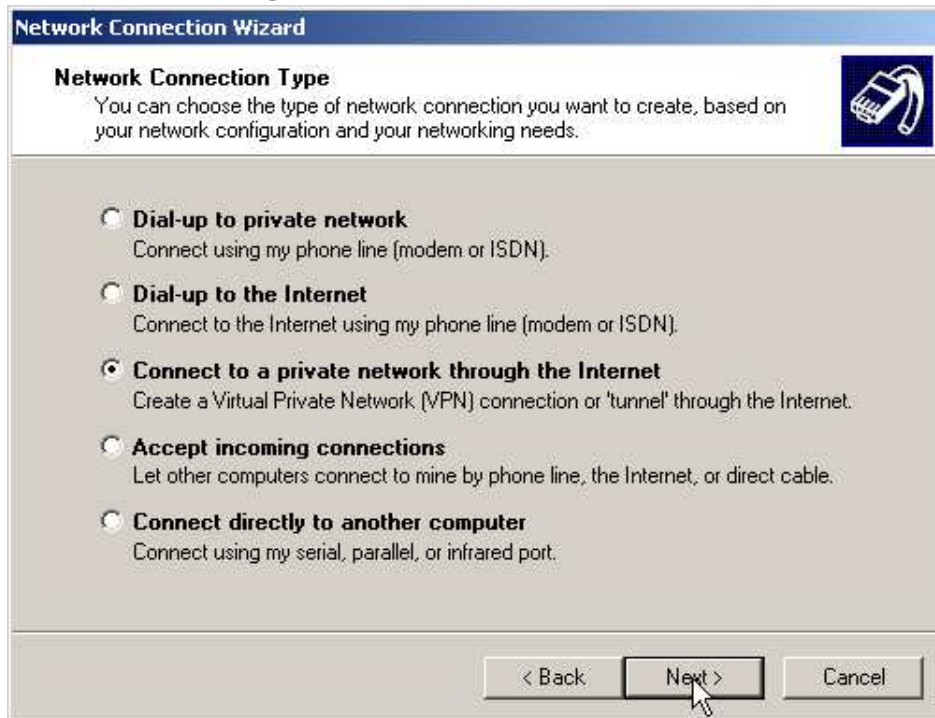 Network Connection Wizard
Network Connection Type
You can choose the type of network connection you want to create, based on
your network configuration and your networking needs.
Dial-up to private network
Connect using my phone line (modem or ISDN).
Dial-up to the Internet
Connect to the Internet using my phone line (modem or ISDN).
Connect to a private network through the Internet
Create a Virtual Private Network (VPN) connection or 'tunnel' through the Internet.
Accept incoming connections
Let other computers connect to mine by phone line, the Internet, or direct cable.
Connect directly to another computer
Connect using my serial, parallel, or infrared port.
< Back Next > Cancel